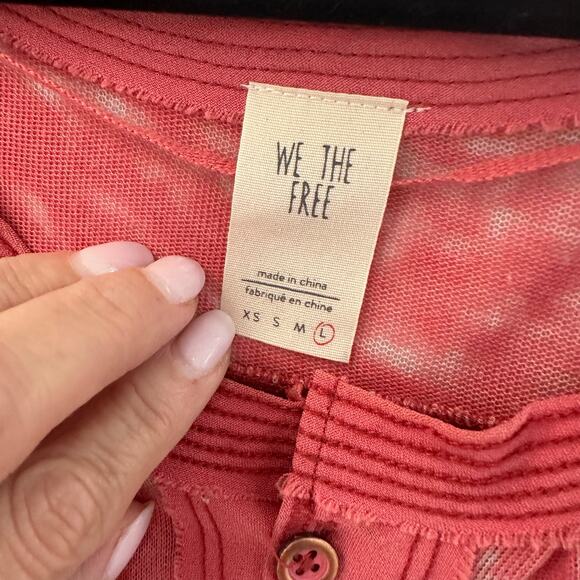 WE THE
FREE
made in china
fabriqué en chine
XS S M L